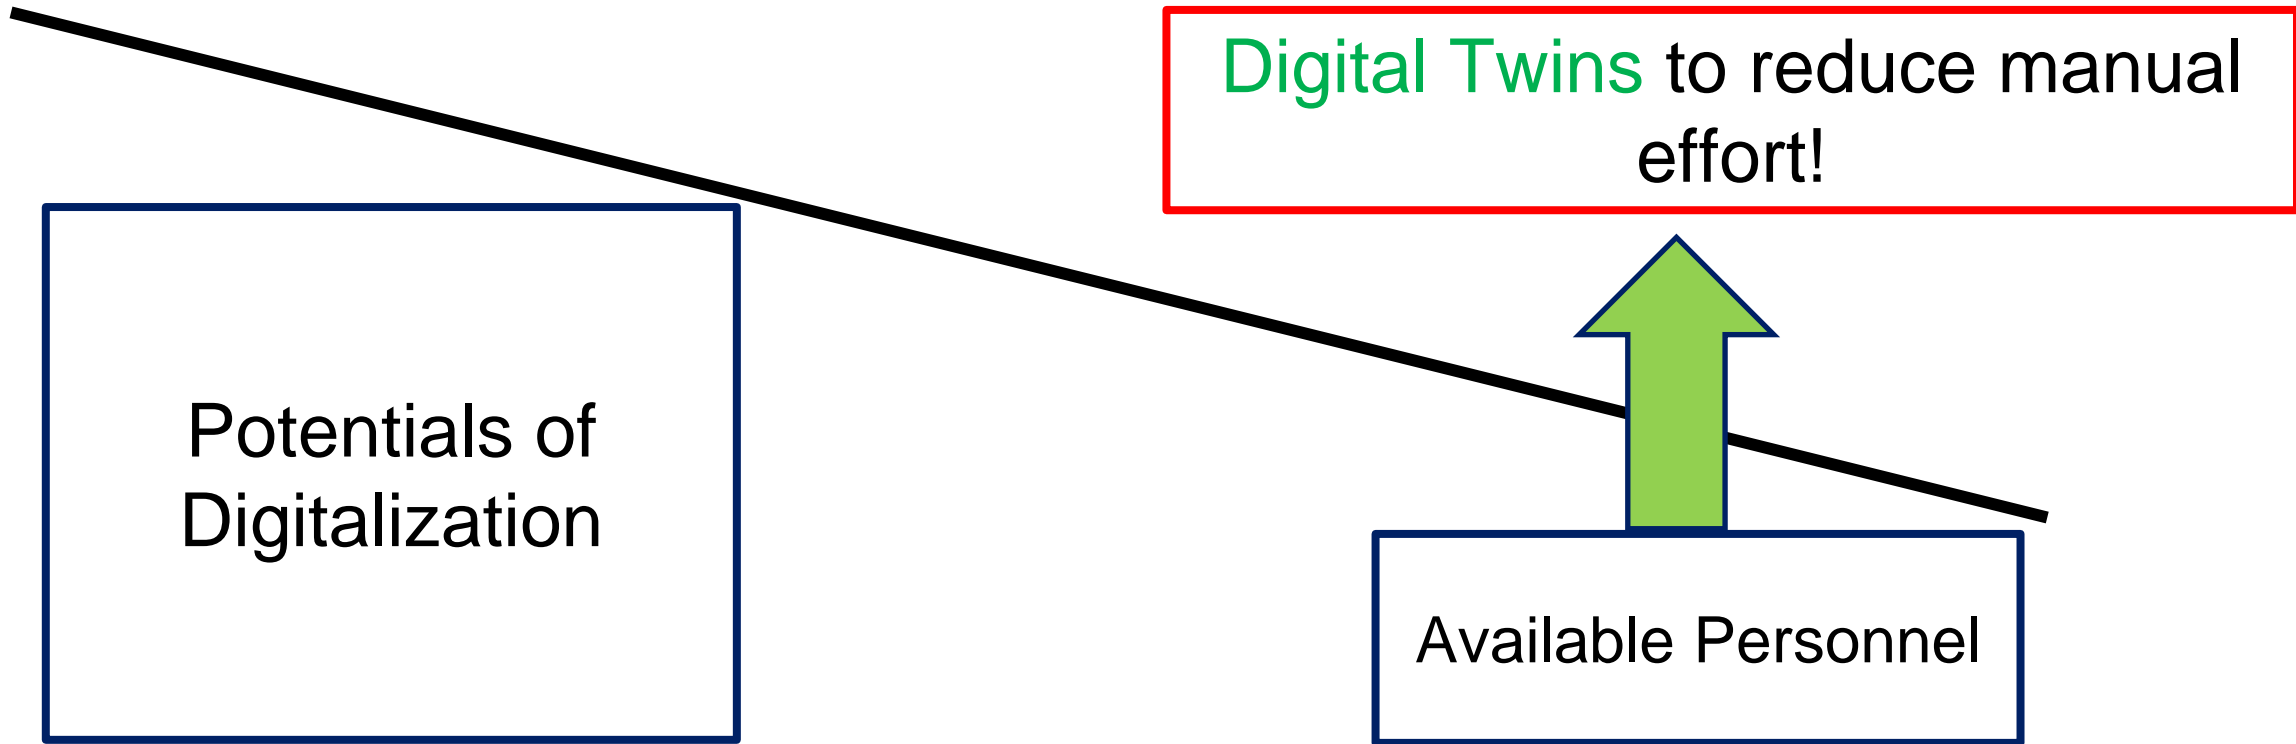 Digital Twins to reduce manual
effort!
Potentials of
Digitalization
Available Personnel